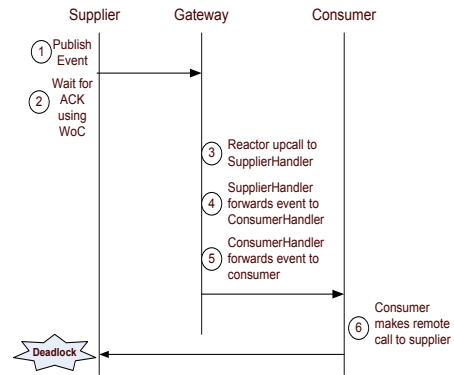 Supplier Gateway Consumer
1 Publish
Event
2 Wait for
ACK
using
WoC
3 Reactor upcall to
SupplierHandler
4 SupplierHandler
forwards event to
ConsumerHandler
5 ConsumerHandler
forwards event to
consumer
6 Consumer
makes remote
call to supplier
Deadlock